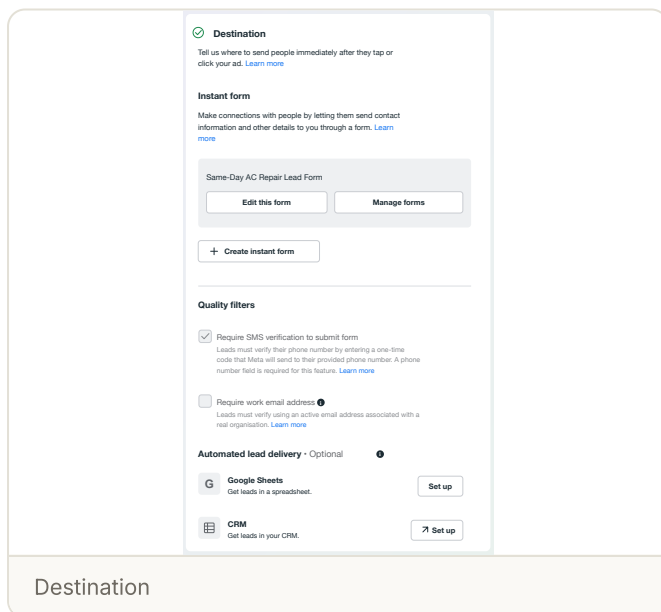 Destination
Tell us where to send people immediately after they tap or
click your ad. Learn more
Instant form
Make connections with people by letting them send contact
information and other details to you through a form. Learn
more
Same-Day AC Repair Lead Form
Edit this form
Manage forms
+ Create instant form
Quality filters
Require SMS verification to submit form
Leads must verify their phone number by entering a one-time
code that Meta will send to their provided phone number. A phone
number field is required for this feature. Learn more
Require work email address
Leads must verify using an active email address associated with a
real organisation. Learn more
Automated lead delivery · Optional
G
Google Sheets
Get leads in a spreadsheet.
Set up
CRM
Get leads in your CRM.
Set up
Destination